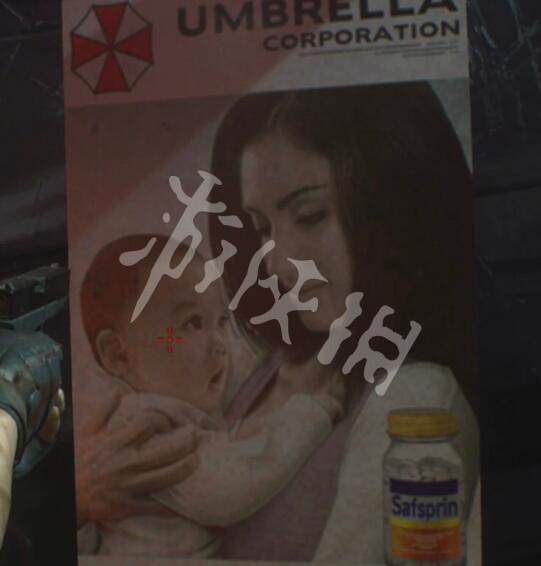 UMBRELLA
CORPORATION
游侠网
Safsprin